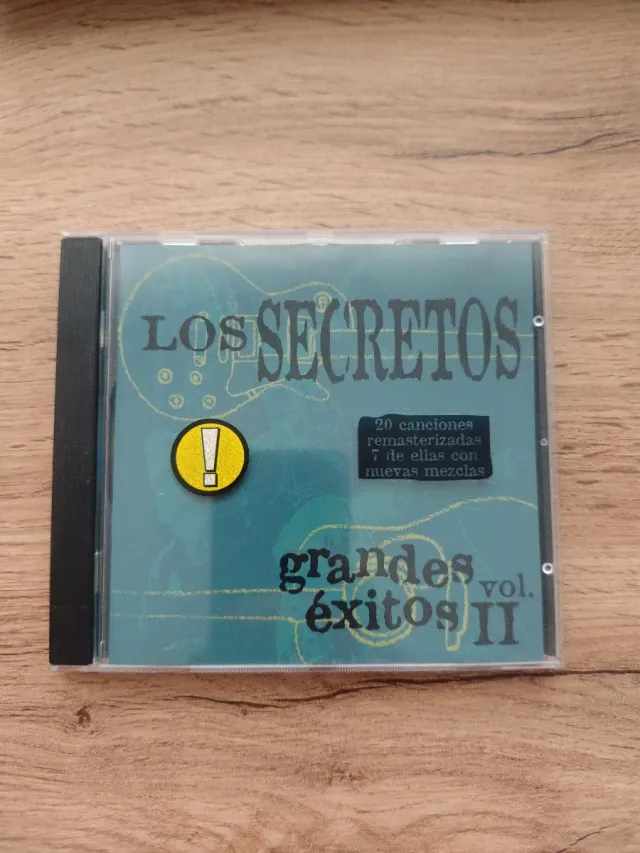 LOS SECRETOS
!
20 canciones
remasterizadas
7 de ellas con
nuevas mezclas
grandes
éxitos vol. II